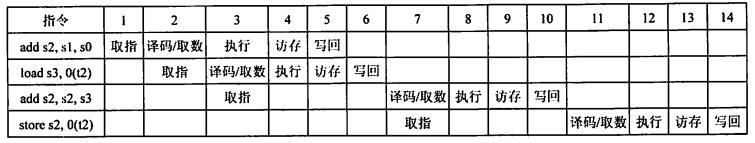 指令 1 2 3 4 5 6 7 8 9 10 11 12 13 14
add s2, s1, s0 取指 译码/取数 执行 访存 写回
load s3, 0(t2) 取指 译码/取数 执行 访存 写回
add s2, s2, s3 取指 译码/取数 执行 访存 写回
store s2, 0(t2) 取指 译码/取数 执行 访存 写回